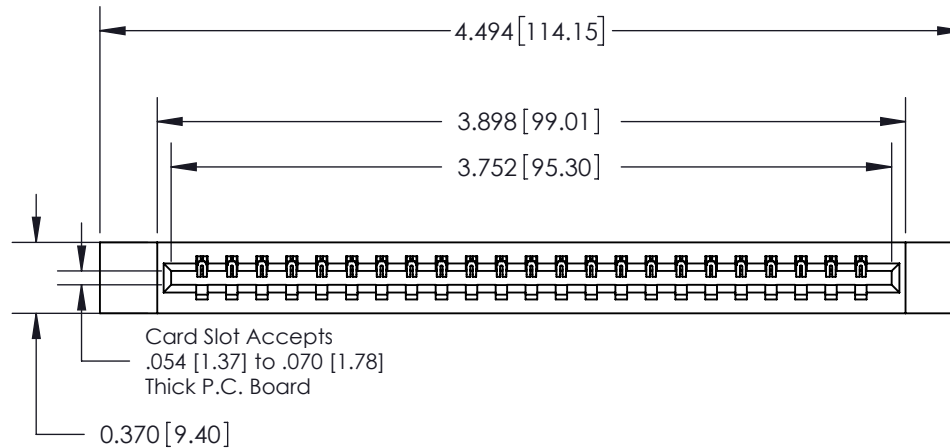 4.494[114.15]
3.898[99.01]
3.752[95.30]
Card Slot Accepts
.054 [1.37] to .070 [1.78]
Thick P.C. Board
0.370[9.40]